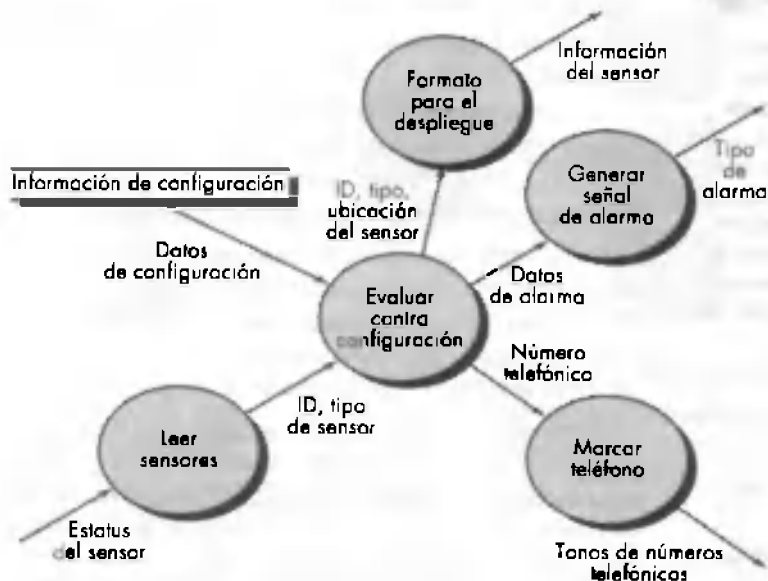 Formato
para el
despliegue
Información
del sensor
Información de configuración
ID, tipo,
ubicación
del sensor
Generar
señal
de alarma
Tipo
de
alarma
Datos
de configuración
Evaluar
contra
configuración
Datos
de alarma
Número
telefónico
Leer
sensores
ID, tipo
de sensor
Marcar
teléfono
Estatus
del sensor
Tonos de números
telefónicos